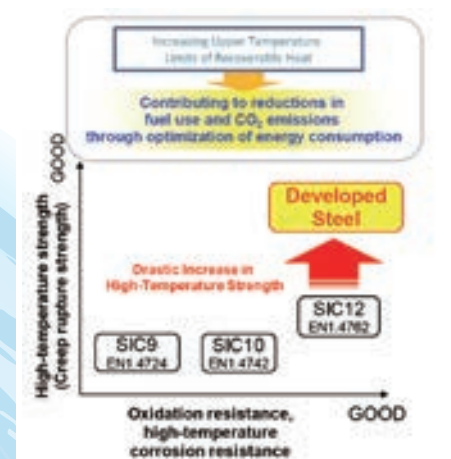 Increasing Upper Temperature
Limits of Recoverable Heat
Contributing to reductions in
fuel use and CO₂ emissions
through optimization of energy consumption
GOOD
High-temperature strength
(Creep rupture strength)
Developed
Steel
Drastic Increase in
High-Temperature Strength
SIC12
EN1.4762
SIC9
EN1.4724
SIC10
EN1.4742
Oxidation resistance,
high-temperature
corrosion resistance
GOOD